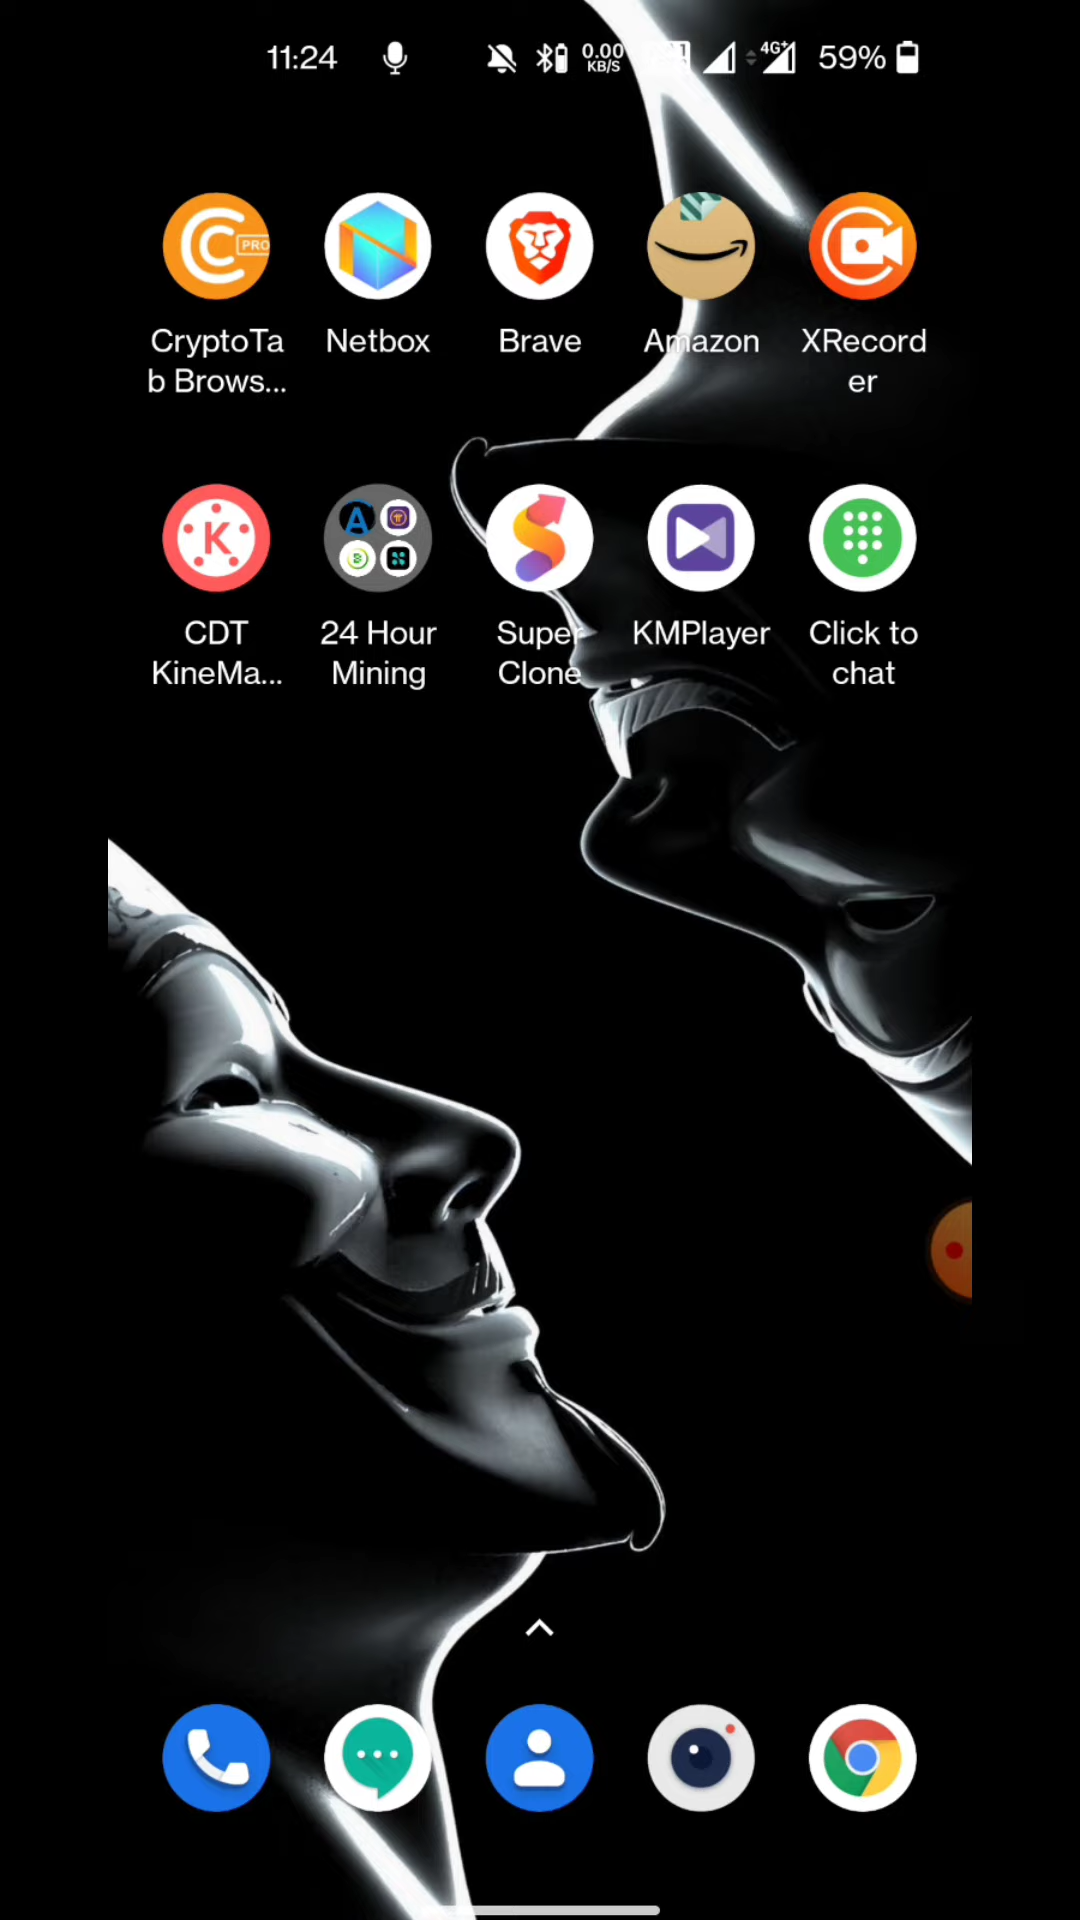 11:24 0.00 4G+ 59%
KB/S
PRO
CryptoTa Netbox Brave Amazon XRecord
b Brows... er
K
CDT 24 Hour Super KMPlayer Click to
KineMa... Mining Clone chat